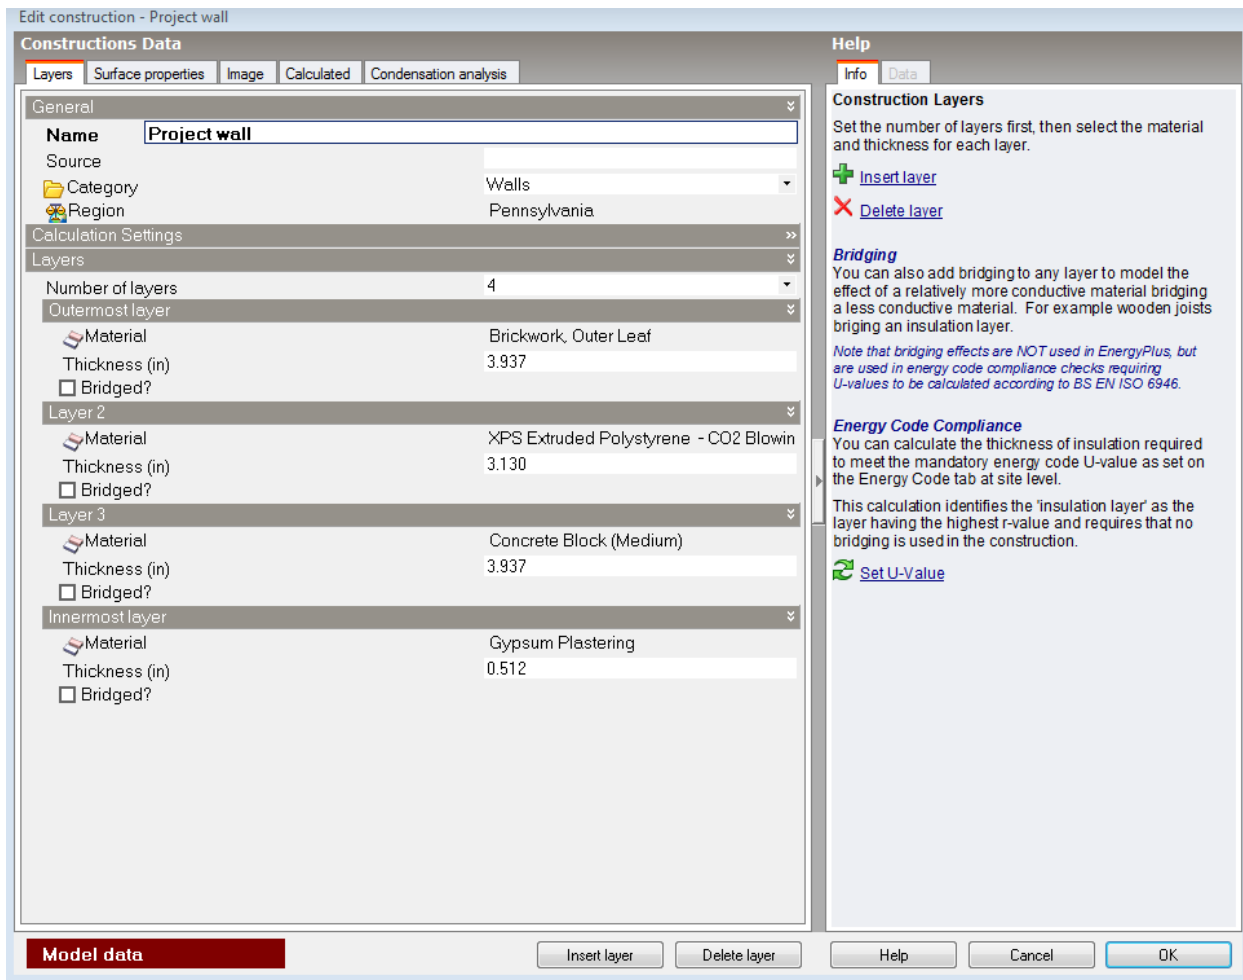 Edit construction - Project wall
Constructions Data
Layers Surface properties Image Calculated Condensation analysis
General
Name Project wall
Source
Category Walls
Region Pennsylvania
Calculation Settings
Layers
Number of layers 4
Outermost layer
Material Brickwork, Outer Leaf
Thickness (in) 3.937
Bridged?
Layer 2
Material XPS Extruded Polystyrene - CO2 Blowin
Thickness (in) 3.130
Bridged?
Layer 3
Material Concrete Block (Medium)
Thickness (in) 3.937
Bridged?
Innermost layer
Material Gypsum Plastering
Thickness (in) 0.512
Bridged?
Model data
Insert layer Delete layer
Help
Info Data
Construction Layers
Set the number of layers first, then select the material
and thickness for each layer.
Insert layer
Delete layer
Bridging
You can also add bridging to any layer to model the
effect of a relatively more conductive material bridging
a less conductive material. For example wooden joists
briging an insulation layer.
Note that bridging effects are NOT used in EnergyPlus, but
are used in energy code compliance checks requiring
U-values to be calculated according to BS EN ISO 6946.
Energy Code Compliance
You can calculate the thickness of insulation required
to meet the mandatory energy code U-value as set on
the Energy Code tab at site level.
This calculation identifies the 'insulation layer' as the
layer having the highest r-value and requires that no
bridging is used in the construction.
Set U-Value
Help Cancel OK